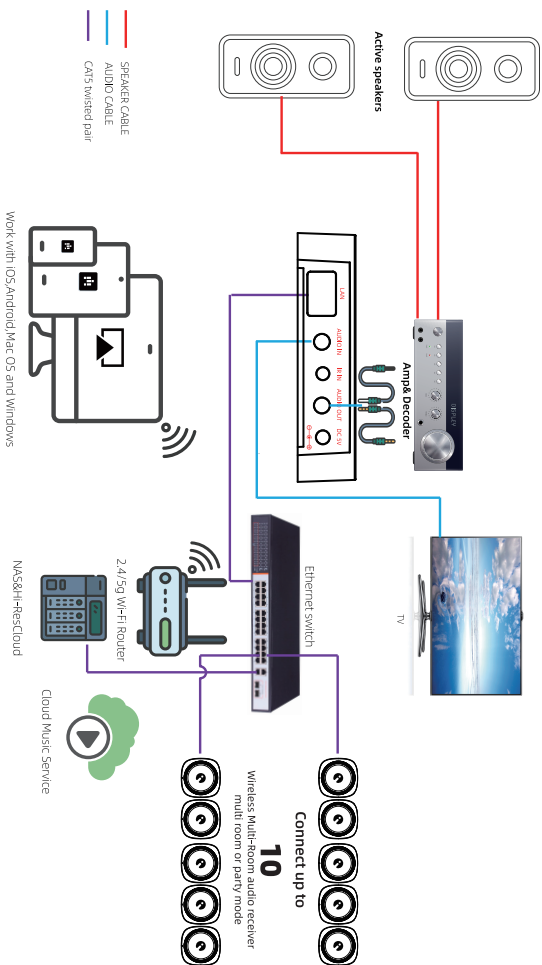 Active speakers
SPEAKER CABLE
AUDIO CABLE
CAT5 twisted pair
Work with iOS,Android,Mac OS and Windows
LAN
AUDIO IN
IR IN
AUDIO OUT
DC 5V
Amp& Decoder
DISPLAY
TV
Ethernet switch
2.4/5g Wi-Fi Router
NAS&Hi-ResCloud
Cloud Music Service
Connect up to
10
Wireless Multi-Room audio receiver
multi room or party mode